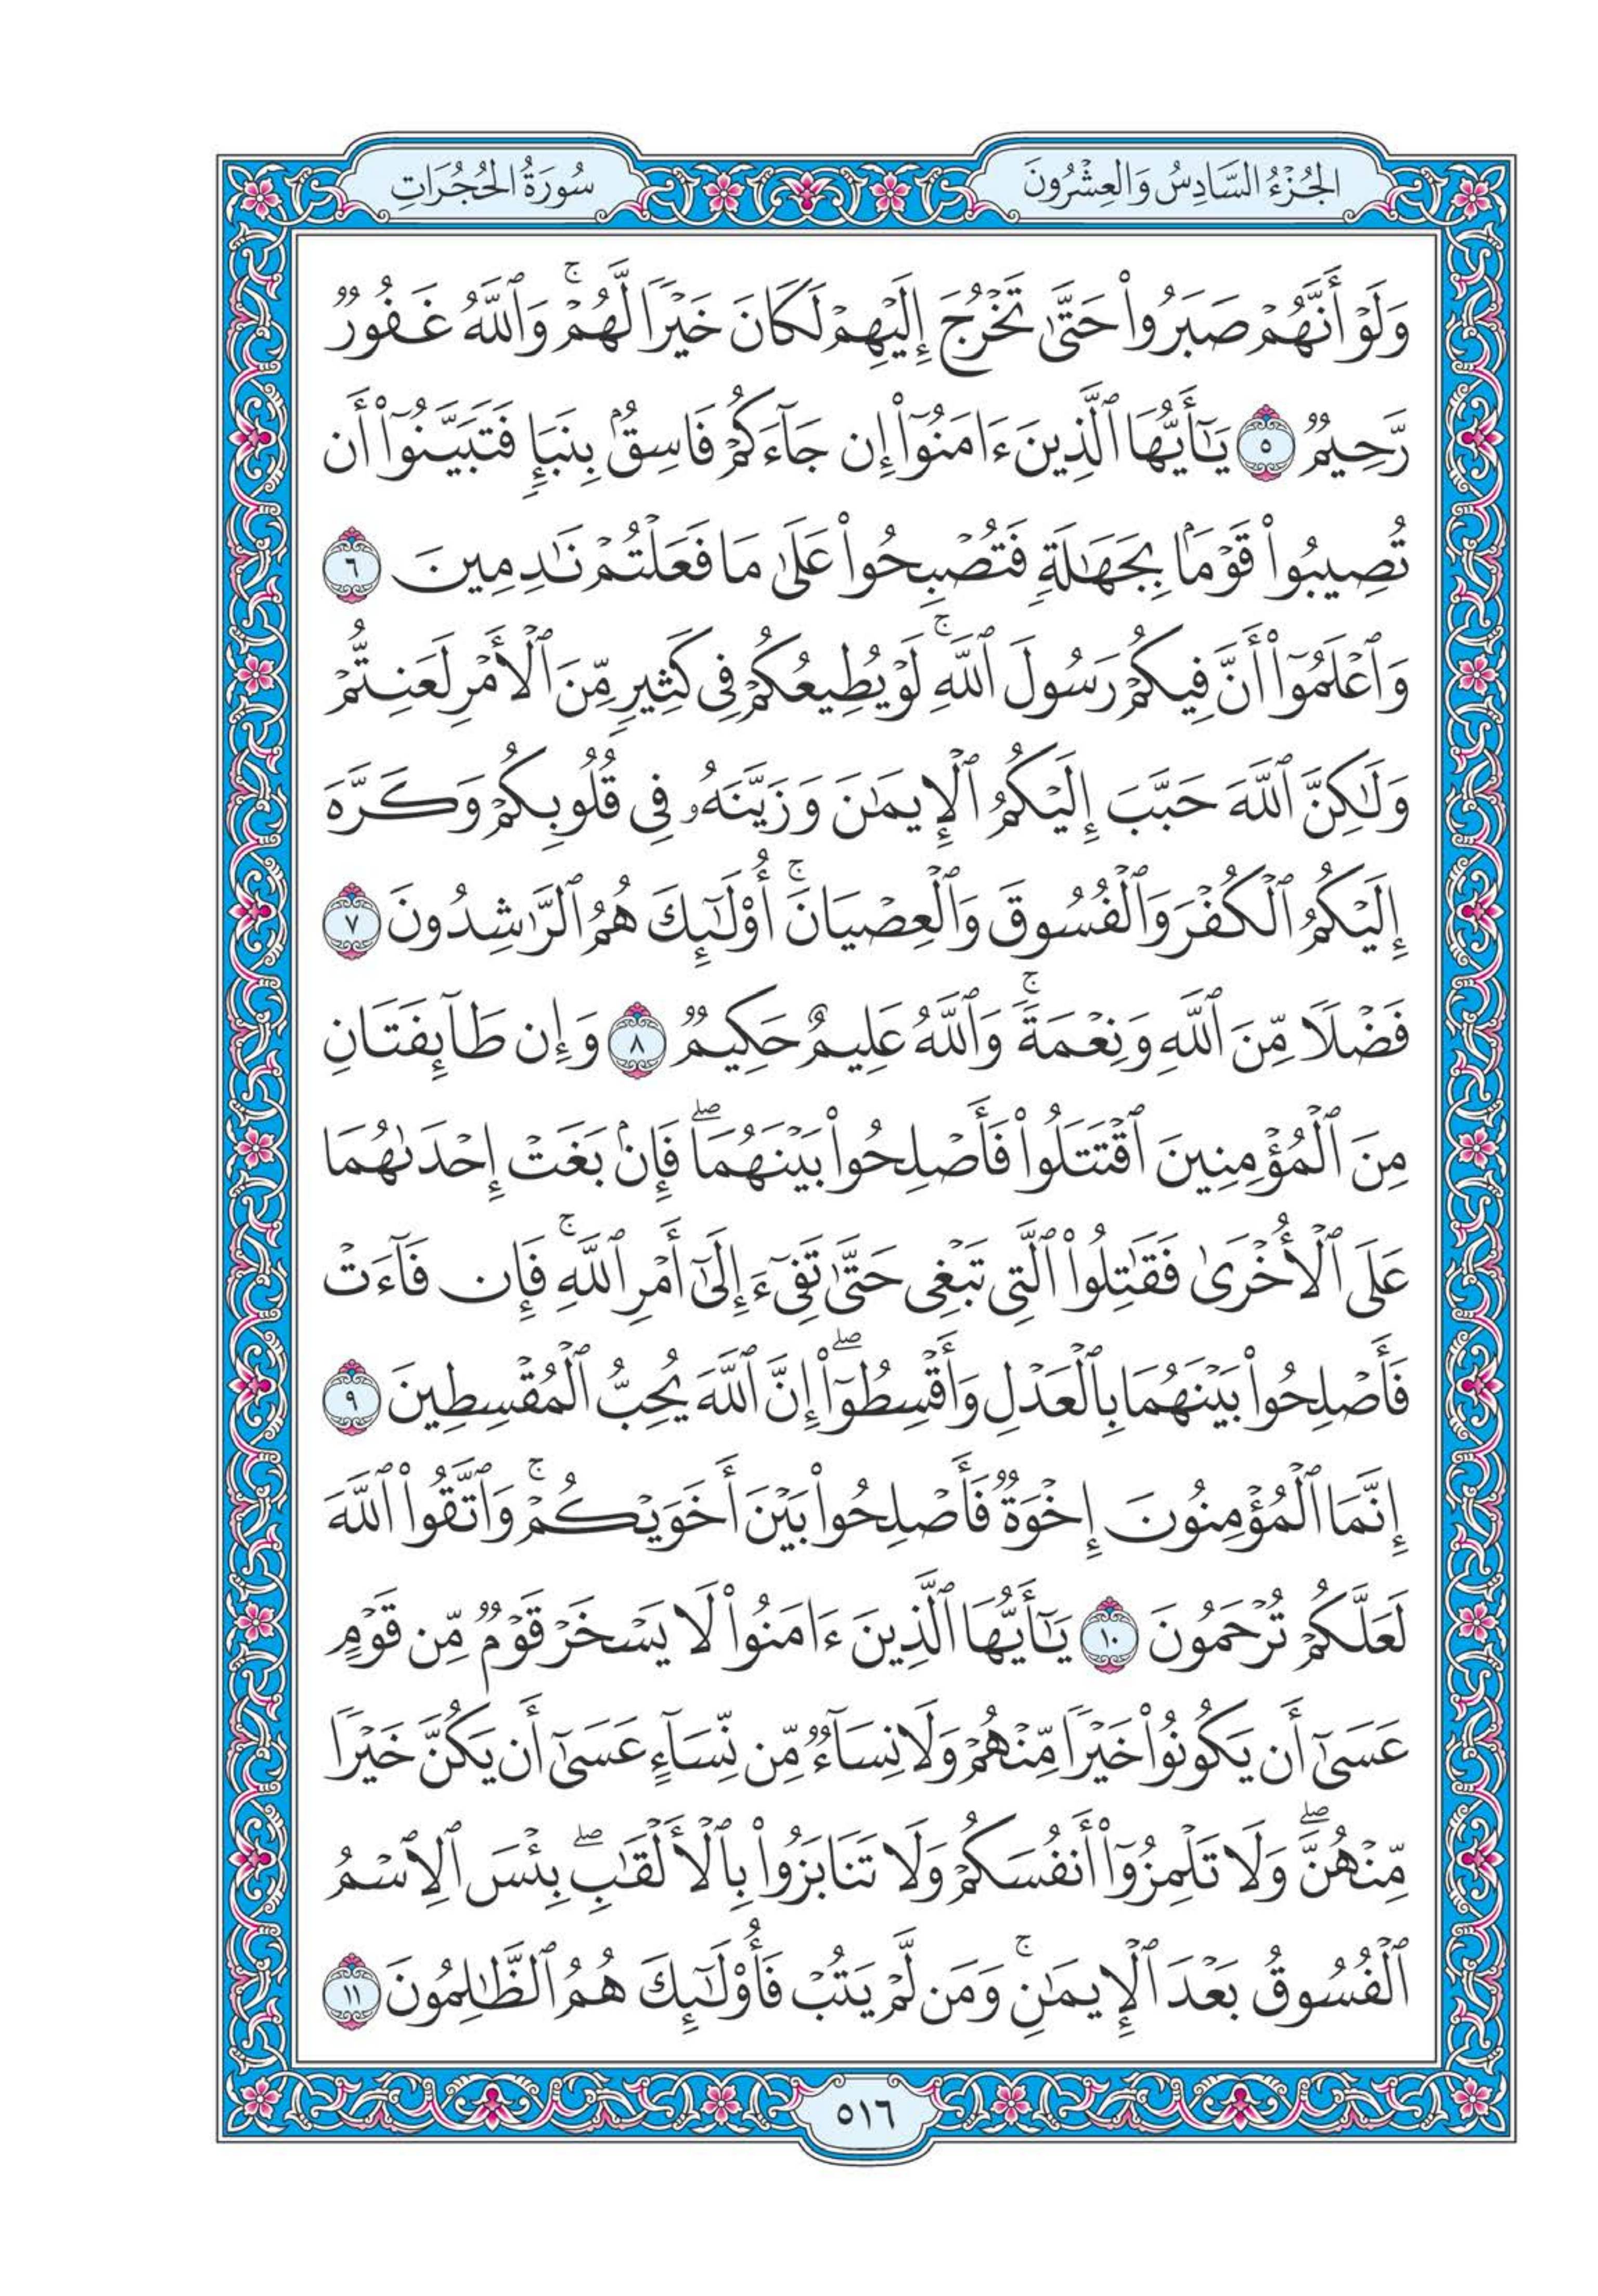 الجُزْءُ السَّادِسُ وَالعِشْرُونَ
سُورَةُ الحُجُرَاتِ
وَلَوْ أَنَّهُمْ صَبَرُوا۟ حَتَّىٰ تَخْرُجَ إِلَيْهِمْ لَكَانَ خَيْرًا لَّهُمْ ۚ وَٱللَّهُ غَفُورٌ
رَّحِيمٌ ٥ يَـٰٓأَيُّهَا ٱلَّذِينَ ءَامَنُوٓا۟ إِن جَآءَكُمْ فَاسِقٌۢ بِنَبَإٍ فَتَبَيَّنُوٓا۟ أَن
تُصِيبُوا۟ قَوْمًۢا بِجَهَـٰلَةٍ فَتُصْبِحُوا۟ عَلَىٰ مَا فَعَلْتُمْ نَـٰدِمِينَ ٦
وَٱعْلَمُوٓا۟ أَنَّ فِيكُمْ رَسُولَ ٱللَّهِ ۚ لَوْ يُطِيعُكُمْ فِى كَثِيرٍ مِّنَ ٱلْأَمْرِ لَعَنِتُّمْ
وَلَـٰكِنَّ ٱللَّهَ حَبَّبَ إِلَيْكُمُ ٱلْإِيمَـٰنَ وَزَيَّنَهُۥ فِى قُلُوبِكُمْ وَكَرَّهَ
إِلَيْكُمُ ٱلْكُفْرَ وَٱلْفُسُوقَ وَٱلْعِصْيَانَ ۚ أُو۟لَـٰٓئِكَ هُمُ ٱلرَّٰشِدُونَ ٧
فَضْلًا مِّنَ ٱللَّهِ وَنِعْمَةً ۚ وَٱللَّهُ عَلِيمٌ حَكِيمٌ ٨ وَإِن طَآئِفَتَانِ
مِنَ ٱلْمُؤْمِنِينَ ٱقْتَتَلُوا۟ فَأَصْلِحُوا۟ بَيْنَهُمَا ۖ فَإِنۢ بَغَتْ إِحْدَىٰهُمَا
عَلَى ٱلْأُخْرَىٰ فَقَـٰتِلُوا۟ ٱلَّتِى تَبْغِى حَتَّىٰ تَفِىٓءَ إِلَىٰٓ أَمْرِ ٱللَّهِ ۚ فَإِن فَآءَتْ
فَأَصْلِحُوا۟ بَيْنَهُمَا بِٱلْعَدْلِ وَأَقْسِطُوٓا۟ ۖ إِنَّ ٱللَّهَ يُحِبُّ ٱلْمُقْسِطِينَ ٩
إِنَّمَا ٱلْمُؤْمِنُونَ إِخْوَةٌ فَأَصْلِحُوا۟ بَيْنَ أَخَوَيْكُمْ ۚ وَٱتَّقُوا۟ ٱللَّهَ
لَعَلَّكُمْ تُرْحَمُونَ ١٠ يَـٰٓأَيُّهَا ٱلَّذِينَ ءَامَنُوا۟ لَا يَسْخَرْ قَوْمٌ مِّن قَوْمٍ
عَسَىٰٓ أَن يَكُونُوا۟ خَيْرًا مِّنْهُمْ وَلَا نِسَآءٌ مِّن نِّسَآءٍ عَسَىٰٓ أَن يَكُنَّ خَيْرًا
مِّنْهُنَّ ۖ وَلَا تَلْمِزُوٓا۟ أَنفُسَكُمْ وَلَا تَنَابَزُوا۟ بِٱلْأَلْقَـٰبِ ۖ بِئْسَ ٱلِٱسْمُ
ٱلْفُسُوقُ بَعْدَ ٱلْإِيمَـٰنِ ۚ وَمَن لَّمْ يَتُبْ فَأُو۟لَـٰٓئِكَ هُمُ ٱلظَّـٰلِمُونَ ١١
٥١٦